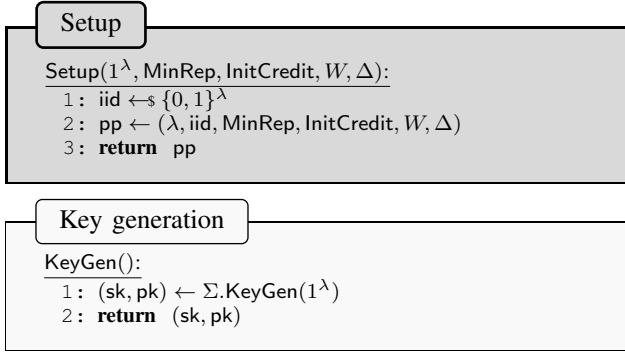 Setup
Setup(1^λ, MinRep, InitCredit, W, Δ):
1: iid ←$ {0, 1}^λ
2: pp ← (λ, iid, MinRep, InitCredit, W, Δ)
3: return pp
Key generation
KeyGen():
1: (sk, pk) ← Σ.KeyGen(1^λ)
2: return (sk, pk)